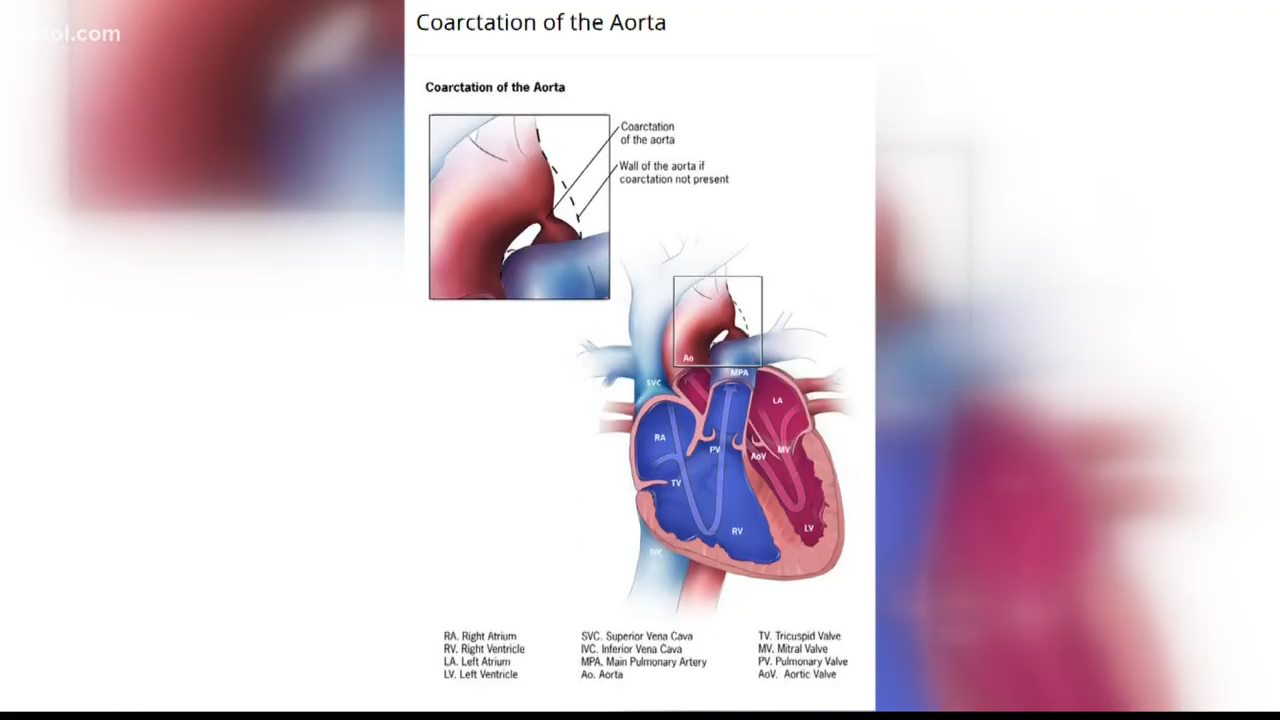 tol.com
Coarctation of the Aorta
Coarctation of the Aorta
Coarctation
of the aorta
Wall of the aorta if
coarctation not present
Ao
MPA
SVC
LA
RA
PV
MV
AoV
TV
RV
LV
IVC
RA. Right Atrium
RV. Right Ventricle
LA. Left Atrium
LV. Left Ventricle
SVC. Superior Vena Cava
IVC. Inferior Vena Cava
MPA. Main Pulmonary Artery
Ao. Aorta
TV. Tricuspid Valve
MV. Mitral Valve
PV. Pulmonary Valve
AoV. Aortic Valve